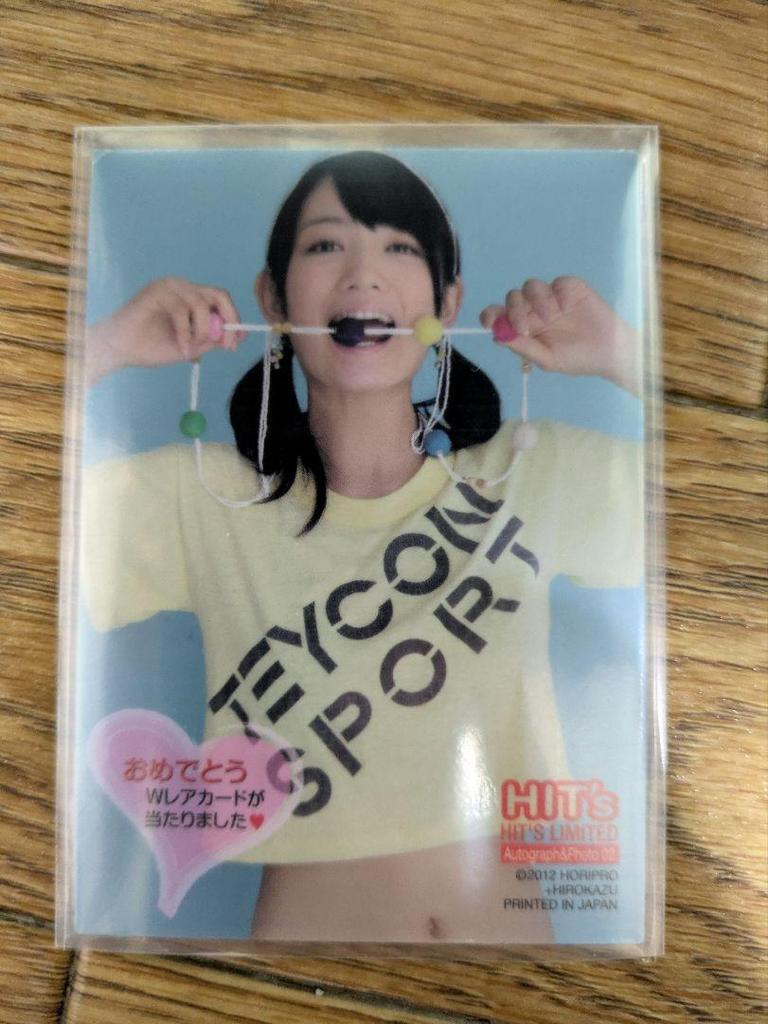 TEYCON
SPORT
おめでとう
Wレアカードが
当たりました♥
HIT's
HIT'S LIMITED
Autograph&Photo 02
©2012 HORIPRO
+HIROKAZU
PRINTED IN JAPAN